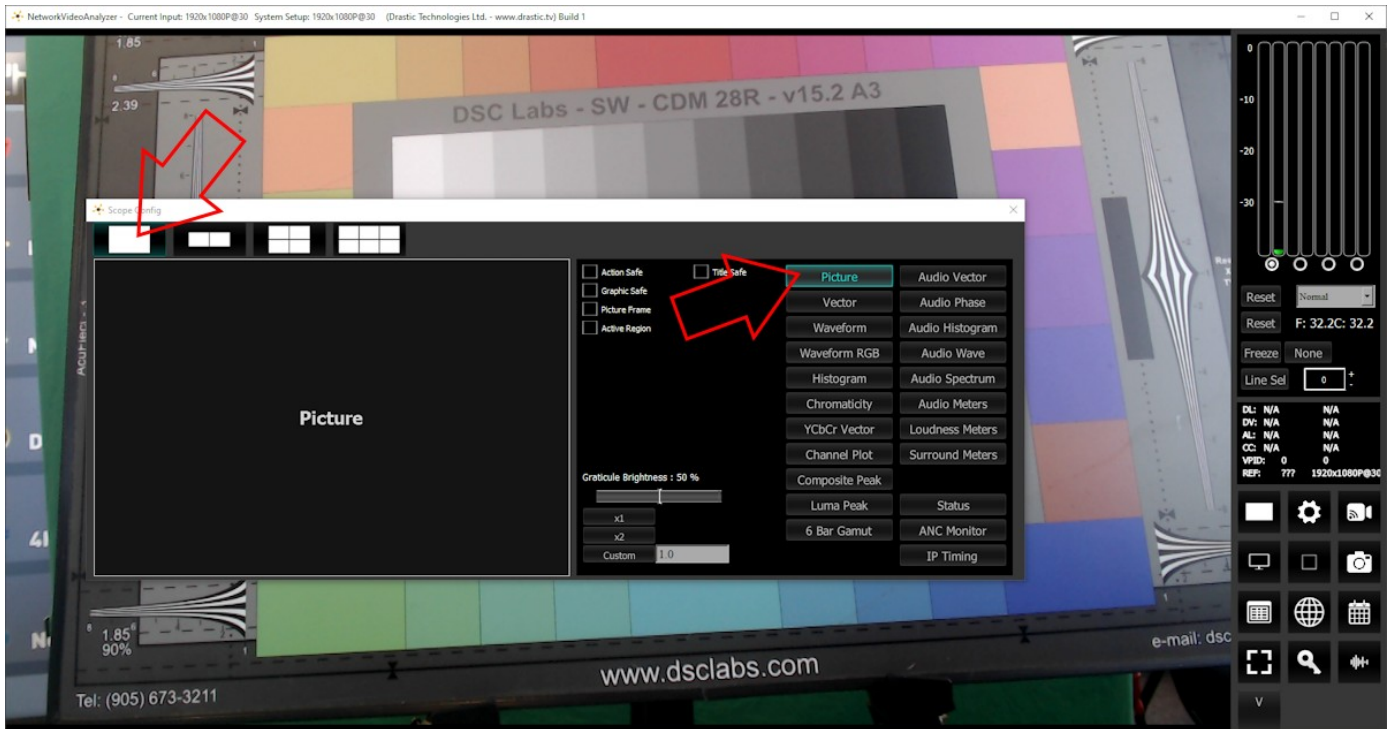 NetworkVideoAnalyzer - Current Input: 1920x1080P@30 System Setup: 1920x1080P@30 (Drastic Technologies Ltd. - www.drastic.tv) Build 1
1.85
2.39
DSC Labs - SW - CDM 28R - v15.2 A3
Scope Config
Picture
Action Safe
Title Safe
Graphic Safe
Picture Frame
Active Region
Graticule Brightness : 50 %
x1
x2
Custom 1.0
Picture
Audio Vector
Vector
Audio Phase
Waveform
Audio Histogram
Waveform RGB
Audio Wave
Histogram
Audio Spectrum
Chromaticity
Audio Meters
YCbCr Vector
Loudness Meters
Channel Plot
Surround Meters
Composite Peak
Luma Peak
Status
6 Bar Gamut
ANC Monitor
IP Timing
1.85
90%
www.dsclabs.com
e-mail: dsc
Tel: (905) 673-3211
0
-10
-20
-30
Reset Normal
Reset F: 32.2C: 32.2
Freeze None
Line Sel 0 + -
DL: N/A N/A
DV: N/A N/A
AL: N/A N/A
CC: N/A N/A
VPID: 0 0
REF: ??? 1920x1080P@30
V